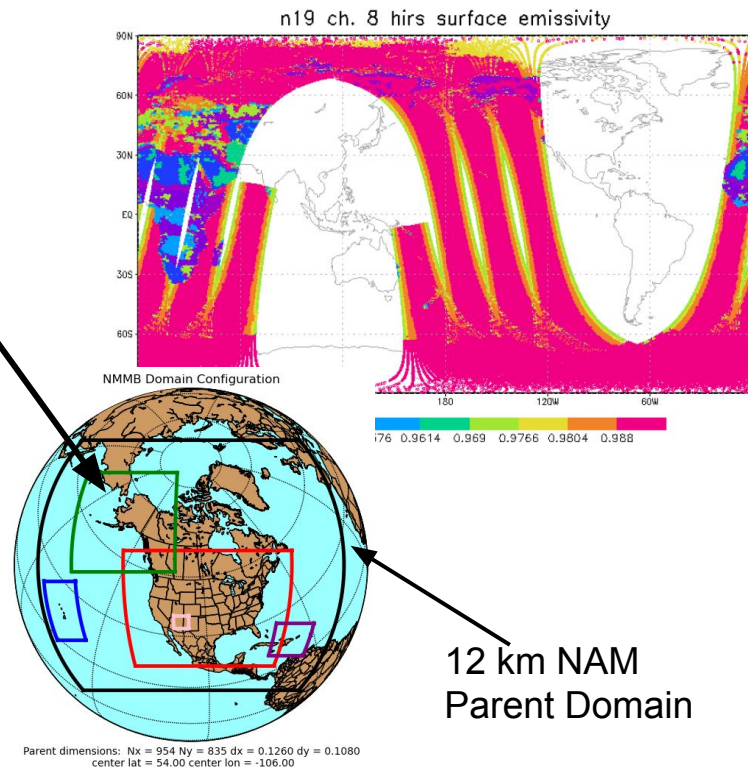 n19 ch. 8 hirs surface emissivity
90N
60N
30N
EQ
30S
60S
180 120W 60W
0.9614 0.969 0.9766 0.9804 0.988
NMMB Domain Configuration
12 km NAM
Parent Domain
Parent dimensions: Nx = 954 Ny = 835 dx = 0.1260 dy = 0.1080
center lat = 54.00 center lon = -106.00